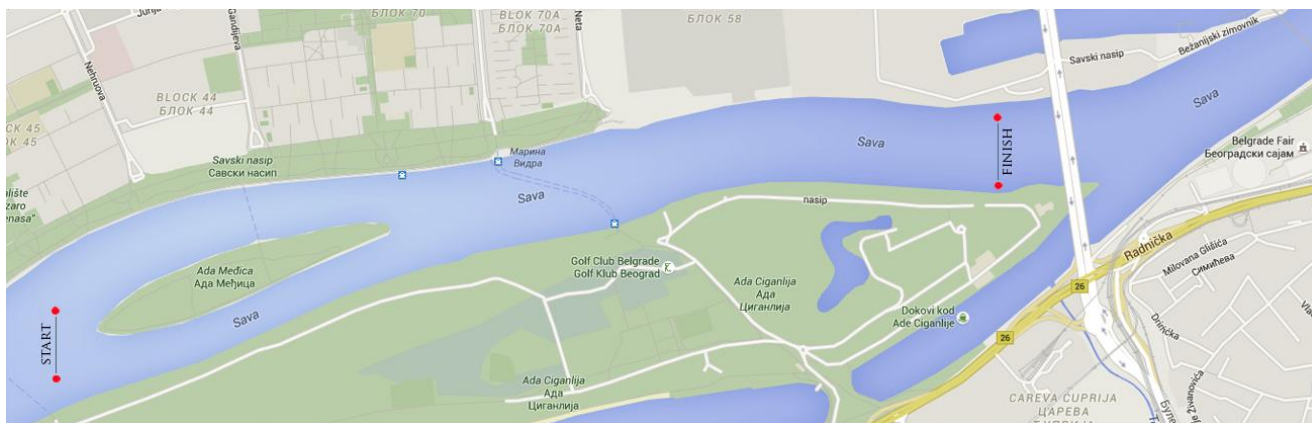 Gandijeva
БЛОК 70
BLOCK 70A
БЛОК 70А
Neta
БЛОК 58
Nehruova
BLOCK 44
БЛОК 44
Savski nasip
Bežanijski zimovnik
Sava
CK 45
OK 45
Savski nasip
Савски насип
Марина
Видра
Sava
FINISH
Belgrade Fair
Београдски сајам
Sava
nasip
Radnička
Milovana Glišića
Симићева
Golf Club Belgrade
Golf Klub Beograd
Ada Međica
Ада Међица
Ada Ciganlija
Ада
Циганлија
26
Sava
START
Dokovi kod
Ade Ciganlije
26
Drinčka
Ada Ciganlija
Ада
Циганлија
CAREVA CUPRIJA
ЦАРЕВА